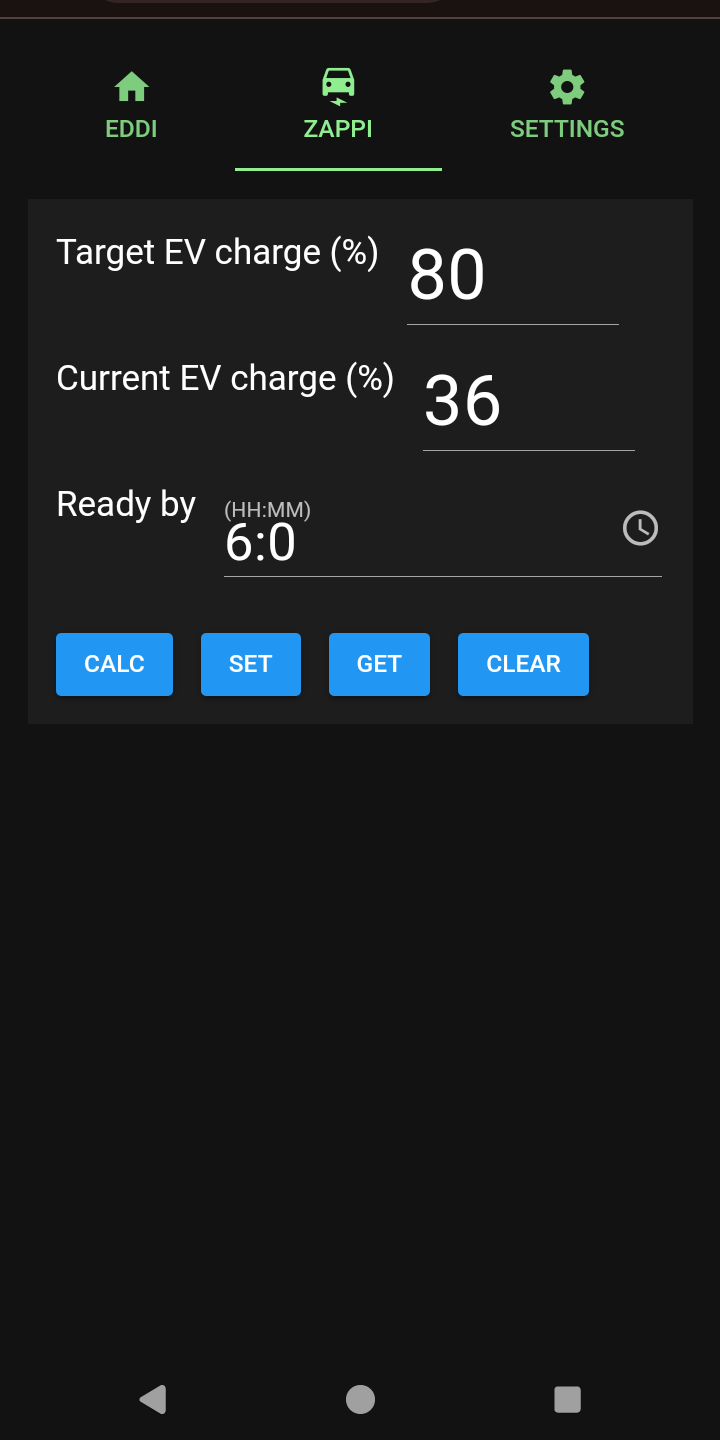 EDDI ZAPPI SETTINGS
Target EV charge (%) 80
Current EV charge (%) 36
Ready by (HH:MM) 6:0
CALC SET GET CLEAR